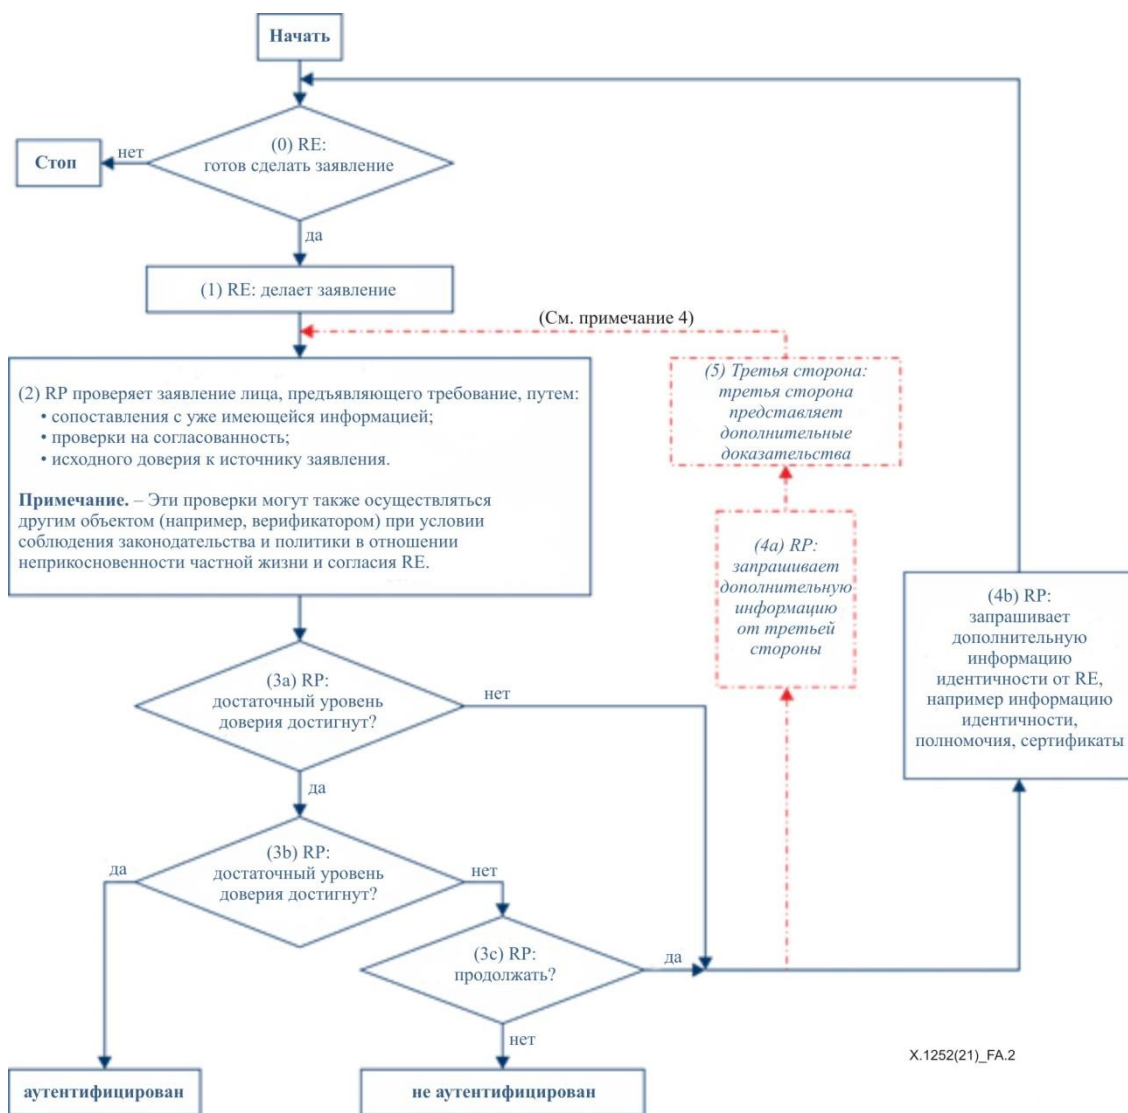 Начать
(0) RE:
готов сделать заявление
нет
Стоп
да
(1) RE: делает заявление
(См. примечание 4)
(2) RP проверяет заявление лица, предъявляющего требование, путем:
• сопоставления с уже имеющейся информацией;
• проверки на согласованность;
• исходного доверия к источнику заявления.
Примечание. – Эти проверки могут также осуществляться
другим объектом (например, верификатором) при условии
соблюдения законодательства и политики в отношении
неприкосновенности частной жизни и согласия RE.
(5) Третья сторона:
третья сторона
представляет
дополнительные
доказательства
(4a) RP:
запрашивает
дополнительную
информацию
от третьей
стороны
(4b) RP:
запрашивает
дополнительную
информацию
идентичности от RE,
например информацию
идентичности,
полномочия, сертификаты
(3a) RP:
достаточный уровень
доверия достигнут?
нет
да
(3b) RP:
достаточный уровень
доверия достигнут?
да
нет
(3c) RP:
продолжать?
да
нет
аутентифицирован
не аутентифицирован
X.1252(21)_FA.2